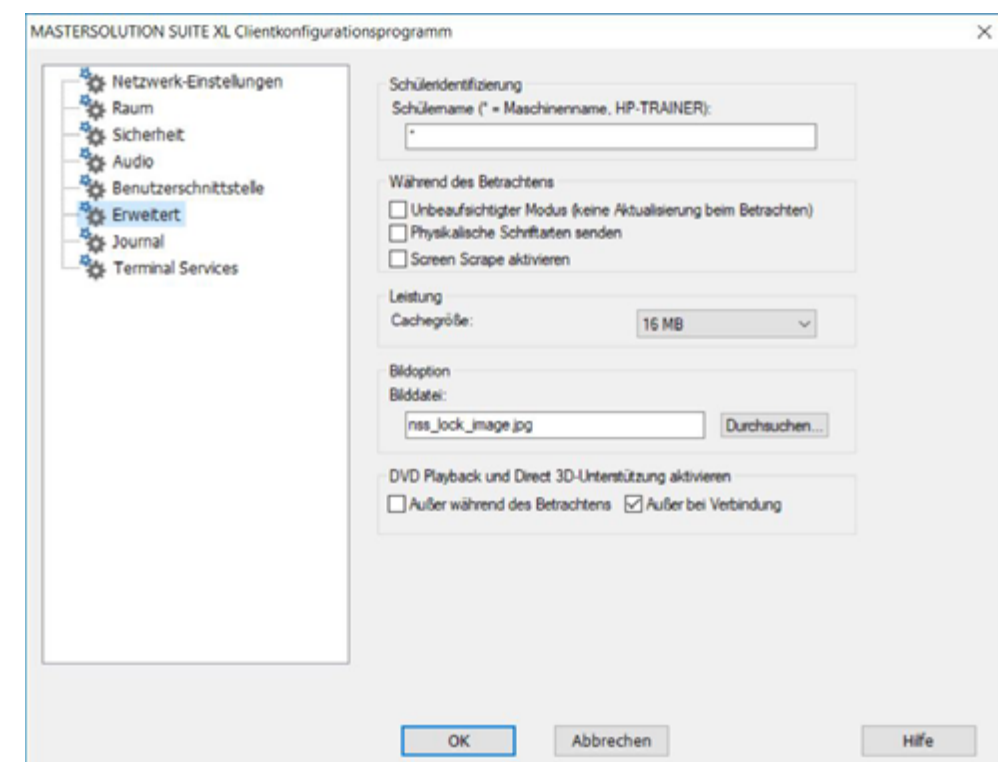 MASTERSOLUTION SUITE XL Clientkonfigurationsprogramm
Netzwerk-Einstellungen
Raum
Sicherheit
Audio
Benutzerschnittstelle
Erweitert
Journal
Terminal Services
Schüleridentifizierung
Schülername (* = Maschinenname, HP-TRAINER):
*
Während des Betrachtens
Unbeaufsichtigter Modus (keine Aktualisierung beim Betrachten)
Physikalische Schriftarten senden
Screen Scrape aktivieren
Leistung
Cachegröße:
16 MB
Bildoption
Bilddatei:
nss_lock_image.jpg
Durchsuchen...
DVD Playback und Direct 3D-Unterstützung aktivieren
Außer während des Betrachtens
Außer bei Verbindung
OK
Abbrechen
Hilfe